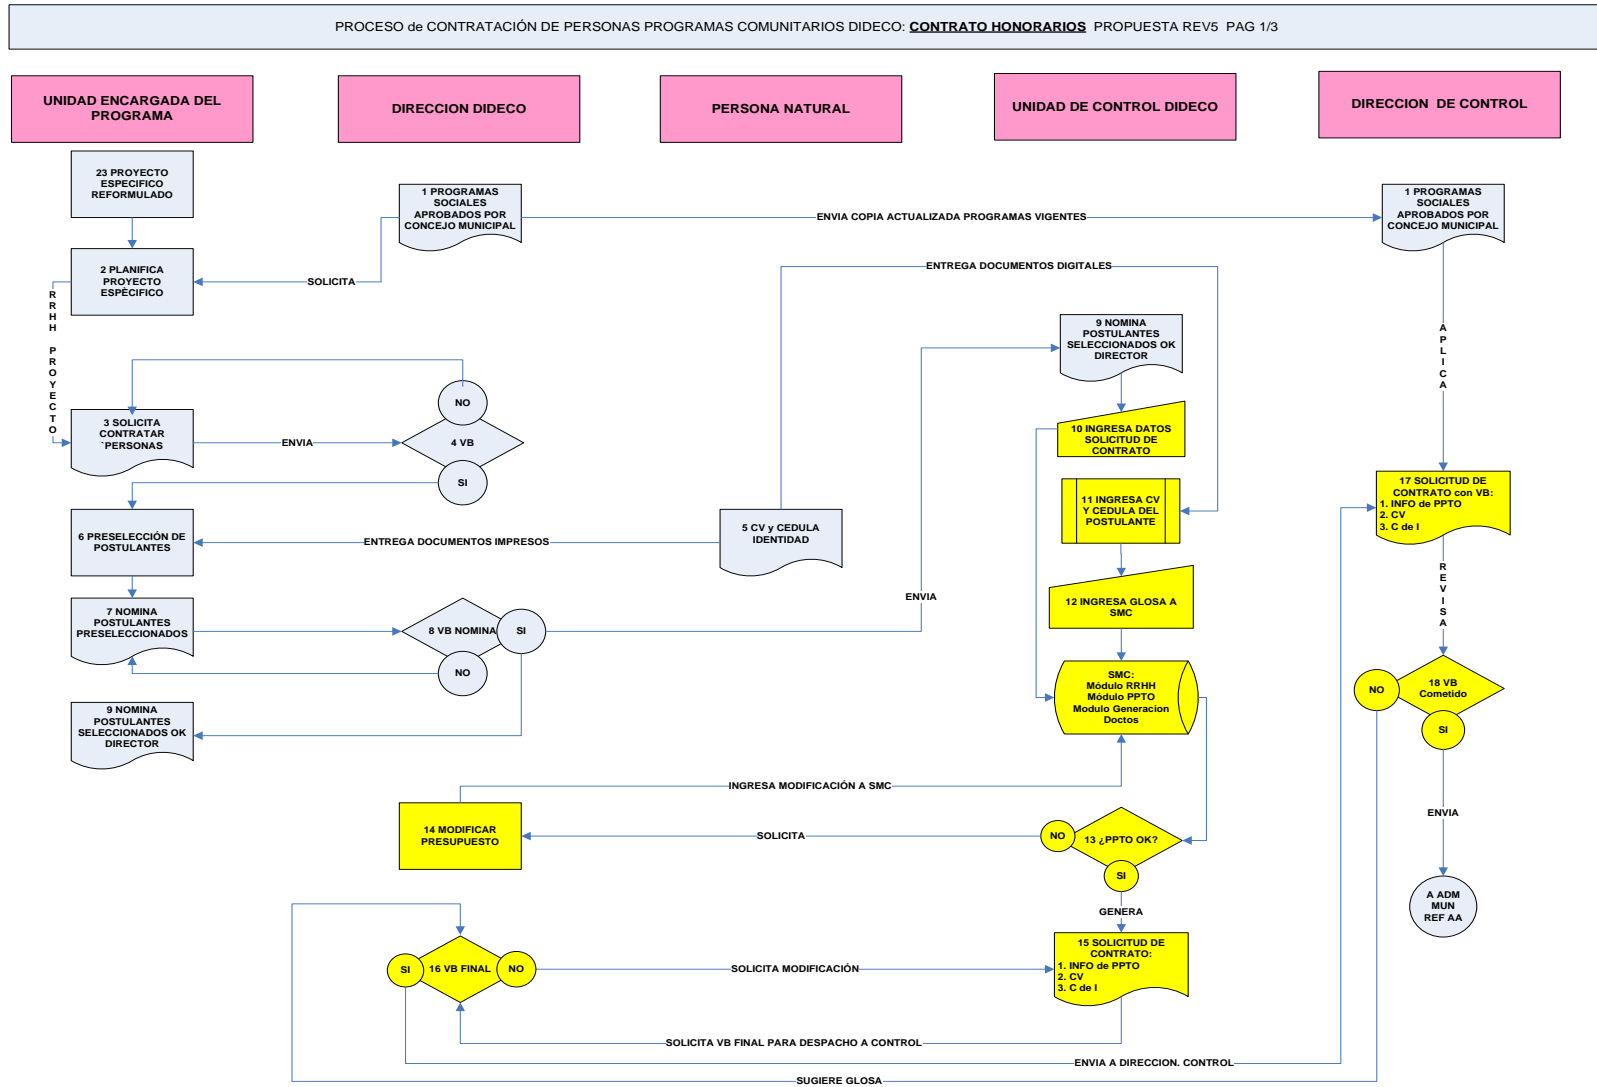 PROCESO de CONTRATACIÓN DE PERSONAS PROGRAMAS COMUNITARIOS DIDECO: CONTRATO HONORARIOS PROPUESTA REV5 PAG 1/3
UNIDAD ENCARGADA DEL
PROGRAMA
DIRECCION DIDECO
PERSONA NATURAL
UNIDAD DE CONTROL DIDECO
DIRECCION DE CONTROL
23 PROYECTO
ESPECIFICO
REFORMULADO
1 PROGRAMAS
SOCIALES
APROBADOS POR
CONCEJO MUNICIPAL
ENVIA COPIA ACTUALIZADA PROGRAMAS VIGENTES
1 PROGRAMAS
SOCIALES
APROBADOS POR
CONCEJO MUNICIPAL
2 PLANIFICA
PROYECTO
ESPÈCIFICO
SOLICITA
ENTREGA DOCUMENTOS DIGITALES
RRHH PROYECTO
9 NOMINA
POSTULANTES
SELECCIONADOS OK
DIRECTOR
APLICA
NO
3 SOLICITA
CONTRATAR
`PERSONAS
ENVIA
4 VB
SI
10 INGRESA DATOS
SOLICITUD DE
CONTRATO
11 INGRESA CV
Y CEDULA DEL
POSTULANTE
17 SOLICITUD DE
CONTRATO con VB:
1. INFO de PPTO
2. CV
3. C de I
6 PRESELECCIÓN DE
POSTULANTES
ENTREGA DOCUMENTOS IMPRESOS
5 CV y CEDULA
IDENTIDAD
REVISA
ENVIA
12 INGRESA GLOSA A
SMC
7 NOMINA
POSTULANTES
PRESELECCIONADOS
8 VB NOMINA
SI
NO
SMC:
Módulo RRHH
Módulo PPTO
Modulo Generacion
Doctos
NO
18 VB
Cometido
SI
9 NOMINA
POSTULANTES
SELECCIONADOS OK
DIRECTOR
INGRESA MODIFICACIÓN A SMC
14 MODIFICAR
PRESUPUESTO
SOLICITA
NO
13 ¿PPTO OK?
SI
ENVIA
GENERA
A ADM
MUN
REF AA
SI
16 VB FINAL
NO
SOLICITA MODIFICACIÓN
15 SOLICITUD DE
CONTRATO:
1. INFO de PPTO
2. CV
3. C de I
SOLICITA VB FINAL PARA DESPACHO A CONTROL
ENVIA A DIRECCION. CONTROL
SUGIERE GLOSA